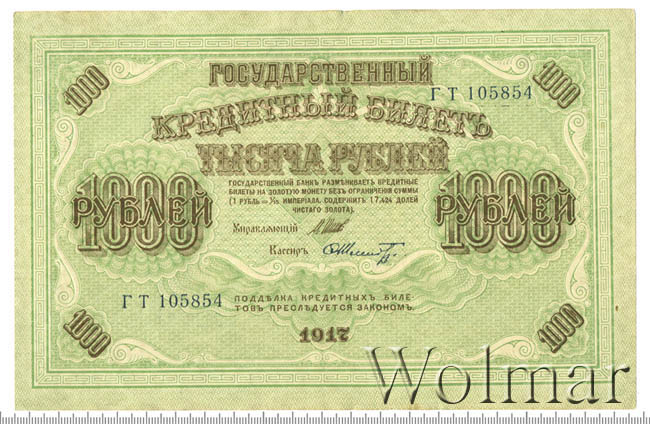 1000
1000
ГОСУДАРСТВЕННЫЙ
ГТ 105854
КРЕДИТНЫЙ БИЛЕТЪ
ТЫСЯЧА РУБЛЕЙ
ГОСУДАРСТВЕННЫЙ БАНКЪ РАЗМѢНИВАЕТЪ КРЕДИТНЫЕ
БИЛЕТЫ НА ЗОЛОТУЮ МОНЕТУ БЕЗЪ ОГРАНИЧЕНІЯ СУММЫ
(1 РУБЛЬ = 1/15 ИМПЕРІАЛА, СОДЕРЖИТЪ 17,424 ДОЛЕЙ
ЧИСТАГО ЗОЛОТА).
1000
РУБЛЕЙ
1000
РУБЛЕЙ
Управляющій
Кассиръ
ГТ 105854
ПОДДѢЛКА КРЕДИТНЫХЪ БИЛЕ-
ТОВЪ ПРЕСЛѢДУЕТСЯ ЗАКОНОМЪ.
1000
1917
1000
Wolmar